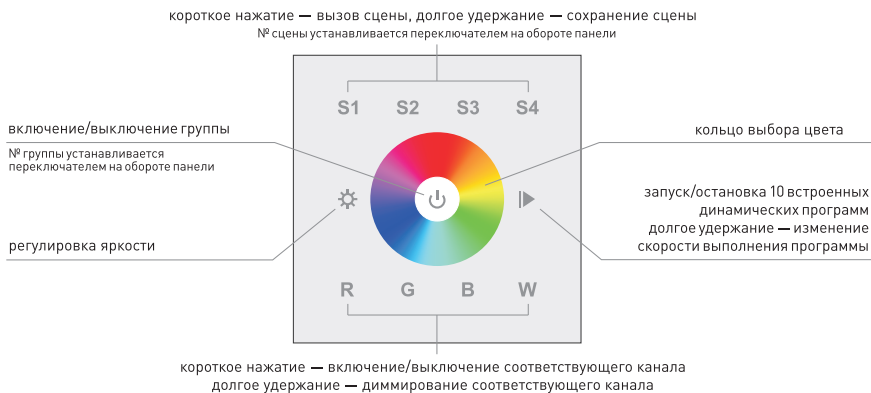 короткое нажатие — вызов сцены, долгое удержание — сохранение сцены
№ сцены устанавливается переключателем на обороте панели
S1 S2 S3 S4
включение/выключение группы
№ группы устанавливается
переключателем на обороте панели
кольцо выбора цвета
запуск/остановка 10 встроенных
динамических программ
долгое удержание — изменение
скорости выполнения программы
регулировка яркости
R G B W
короткое нажатие — включение/выключение соответствующего канала
долгое удержание — диммирование соответствующего канала